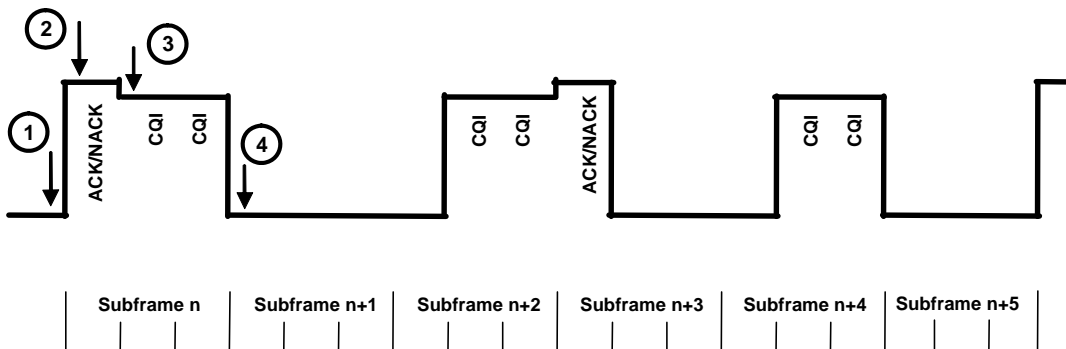 2
3
1
4
ACK/NACK
CQI
CQI
CQI
CQI
ACK/NACK
CQI
CQI
Subframe n
Subframe n+1
Subframe n+2
Subframe n+3
Subframe n+4
Subframe n+5